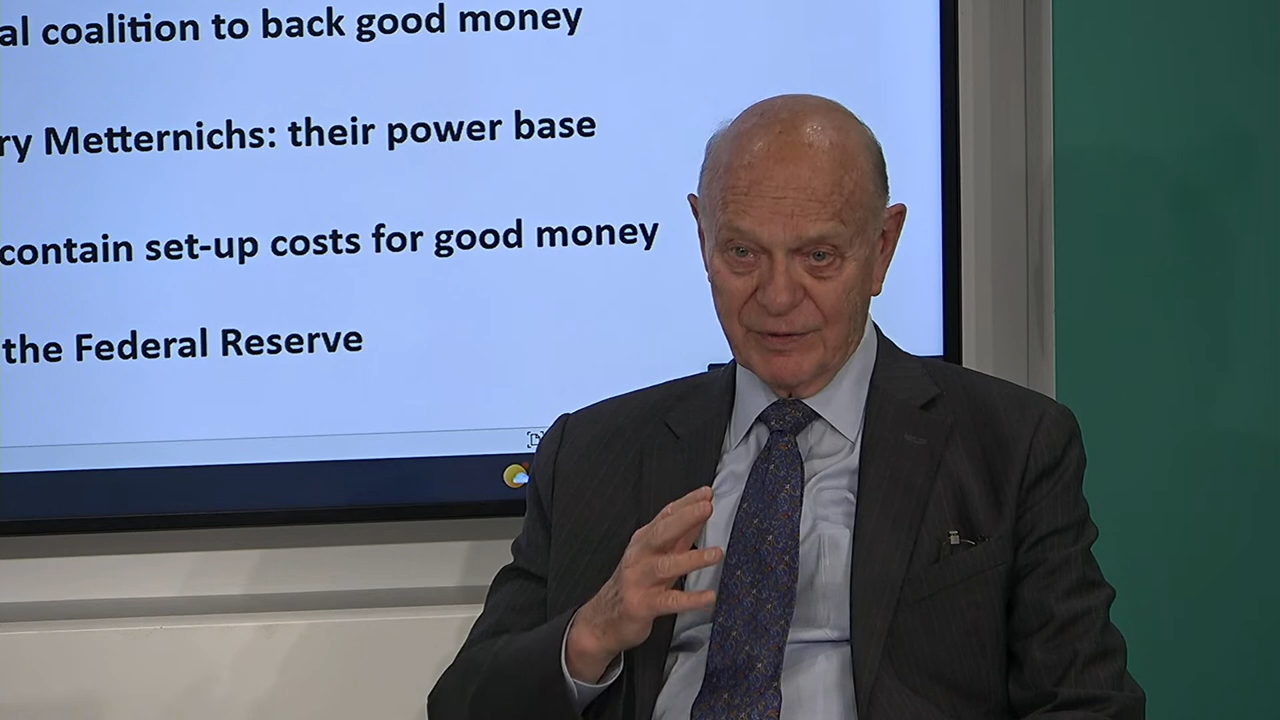 al coalition to back good money
ry Metternichs: their power base
contain set-up costs for good money
the Federal Reserve